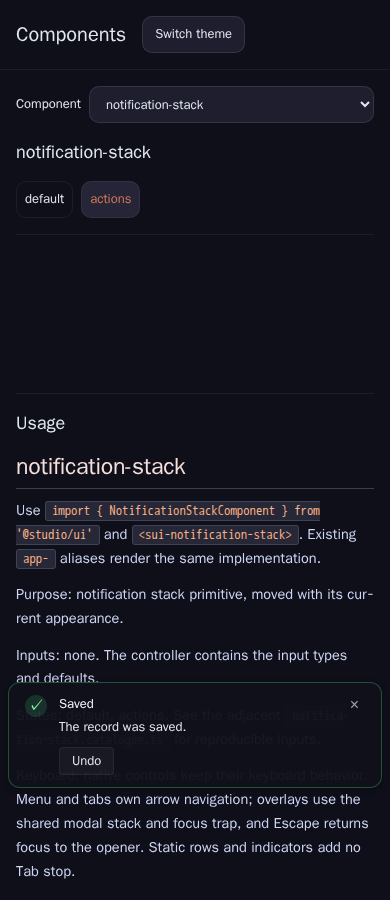 Components
Switch theme
Component
notification-stack
notification-stack
default
actions
Usage
notification-stack
Use import { NotificationStackComponent } from
'@studio/ui' and <sui-notification-stack>. Existing
app- aliases render the same implementation.
Purpose: notification stack primitive, moved with its cur-
rent appearance.
Inputs: none. The controller contains the input types
and defaults.
Saved
The record was saved.
Undo
Keyboard: native controls keep their keyboard behavior.
Menu and tabs own arrow navigation; overlays use the
shared modal stack and focus trap, and Escape returns
focus to the opener. Static rows and indicators add no
Tab stop.